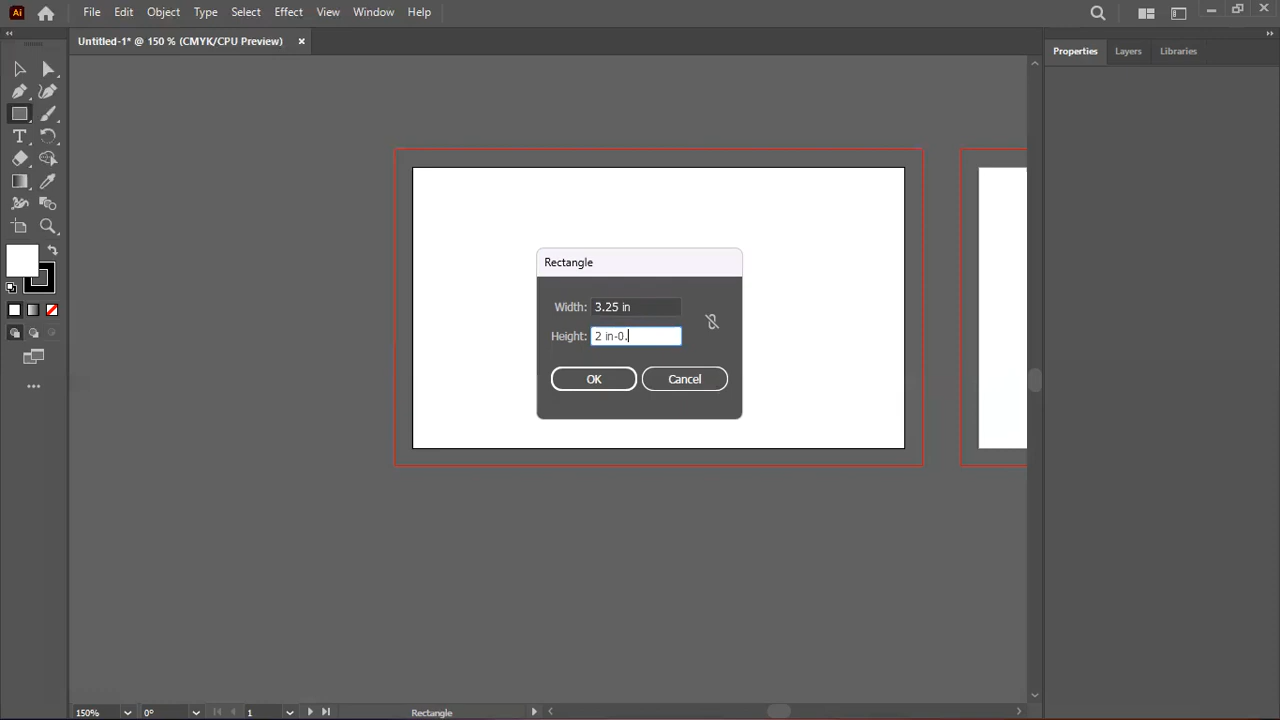 Ai File Edit Object Type Select Effect View Window Help
Untitled-1* @ 150 % (CMYK/CPU Preview) ×
Properties Layers Libraries
T
Rectangle
Width: 3.25 in
Height: 2 in-0.
OK Cancel
150% 0° 1 Rectangle